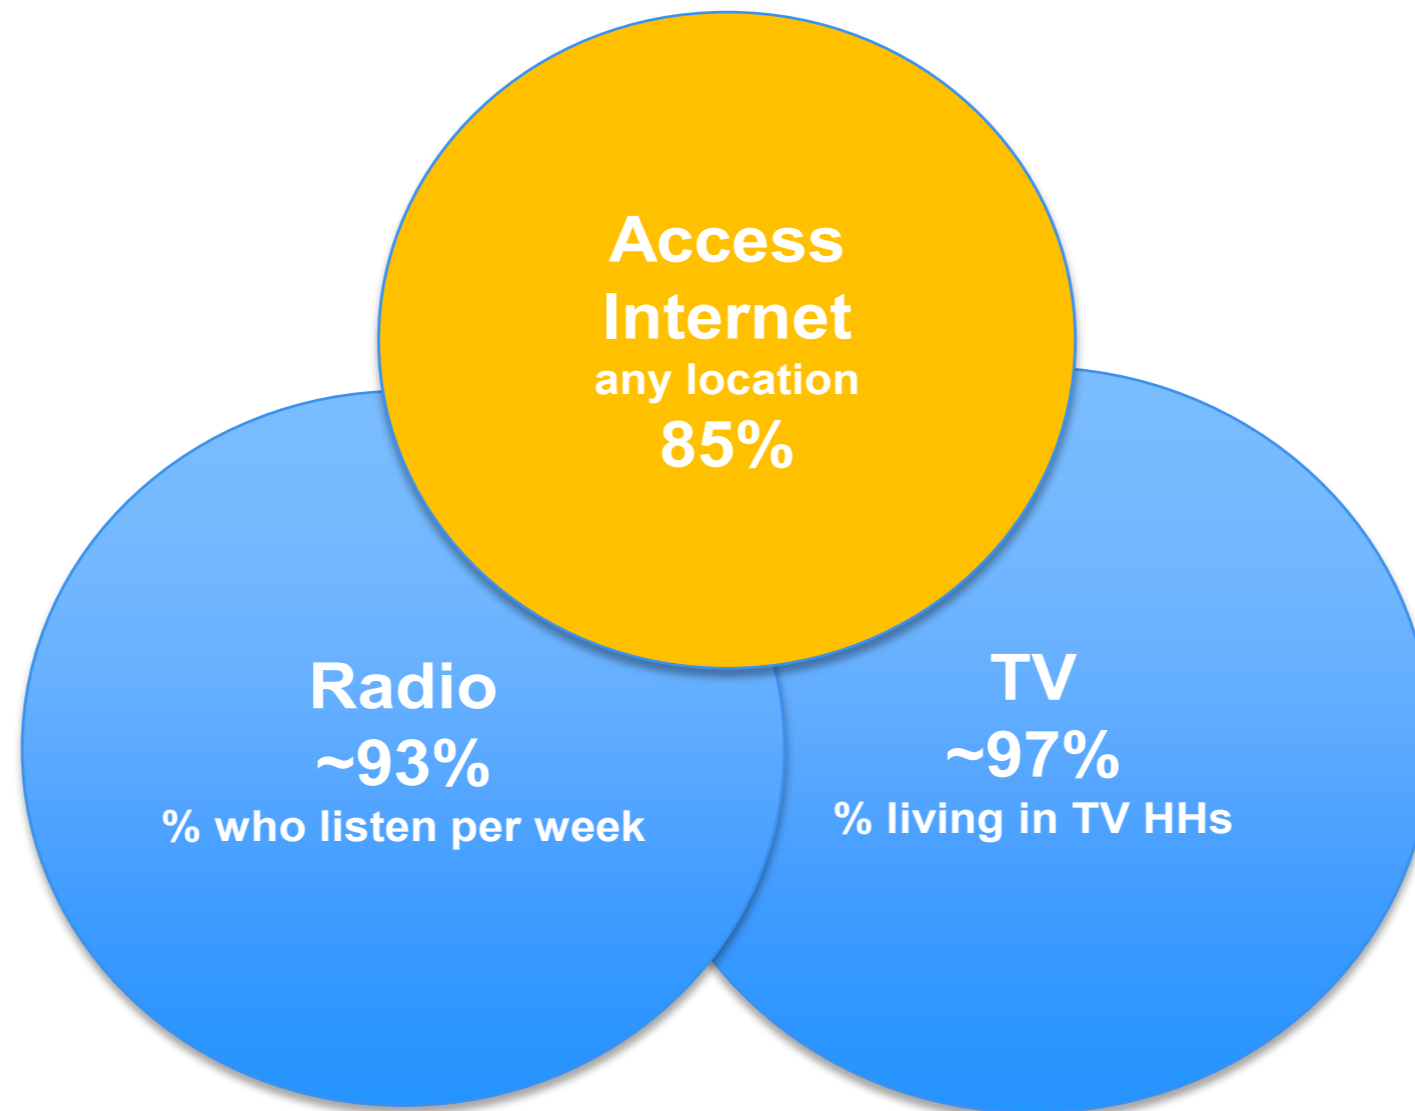 Access
Internet
any location
85%
Radio
~93%
% who listen per week
TV
~97%
% living in TV HHs